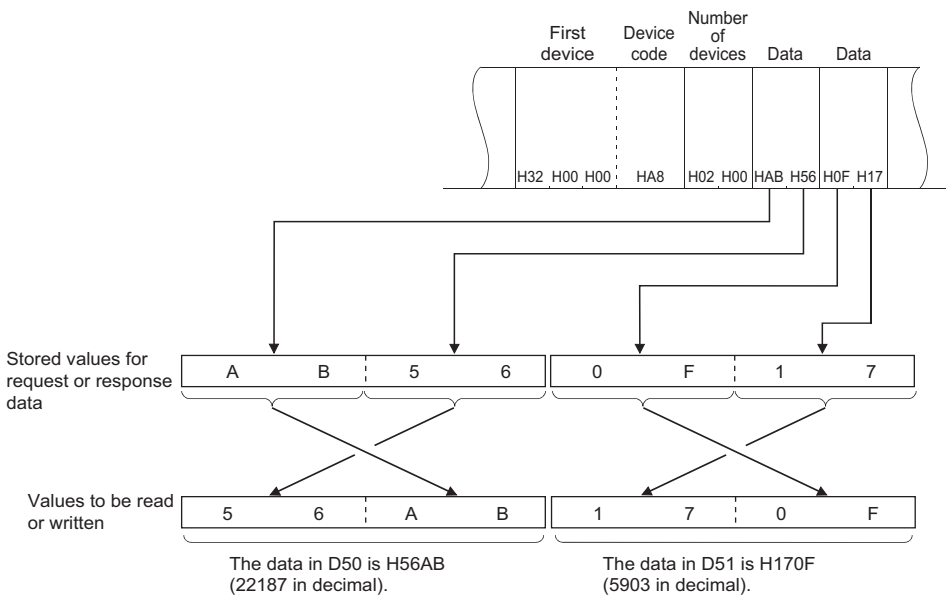 First device
Device code
Number of devices
Data
Data
H32 H00 H00 HA8 H02 H00 HAB H56 H0F H17
Stored values for
request or response
data
A B 5 6 0 F 1 7
Values to be read
or written
5 6 A B 1 7 0 F
The data in D50 is H56AB
(22187 in decimal).
The data in D51 is H170F
(5903 in decimal).